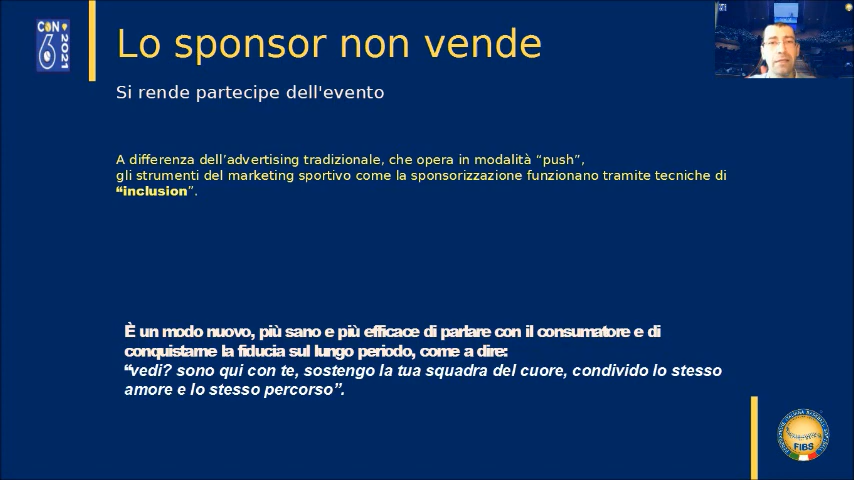 CON
6
2021
Lo sponsor non vende
Si rende partecipe dell'evento
A differenza dell’advertising tradizionale, che opera in modalità “push”,
gli strumenti del marketing sportivo come la sponsorizzazione funzionano tramite tecniche di
“inclusion”.
È un modo nuovo, più sano e più efficace di parlare con il consumatore e di
conquistarne la fiducia sul lungo periodo, come a dire:
“vedi? sono qui con te, sostengo la tua squadra del cuore, condivido lo stesso
amore e lo stesso percorso”.
FIBS